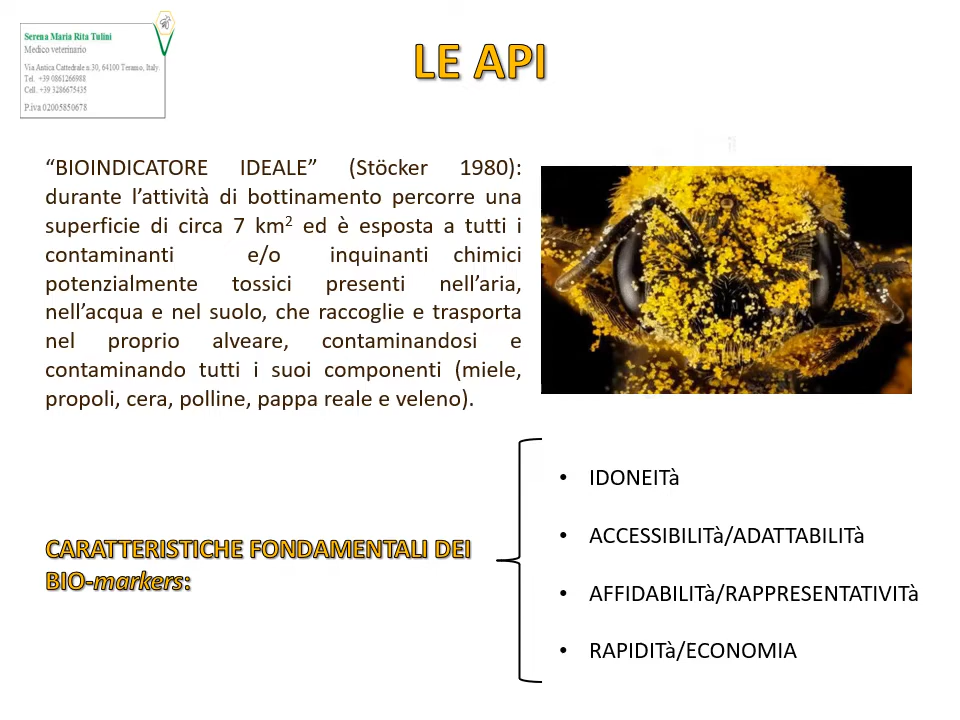 Serena Maria Rita Tulini
Medico veterinario
Via Antica Cattedrale n.30, 64100 Teramo, Italy.
Tel. +39 0861266988
Cell. +39 3286675435
P.iva 02005850678
LE API
“BIOINDICATORE IDEALE” (Stöcker 1980):
durante l’attività di bottinamento percorre una
superficie di circa 7 km² ed è esposta a tutti i
contaminanti e/o inquinanti chimici
potenzialmente tossici presenti nell’aria,
nell’acqua e nel suolo, che raccoglie e trasporta
nel proprio alveare, contaminandosi e
contaminando tutti i suoi componenti (miele,
propoli, cera, polline, pappa reale e veleno).
CARATTERISTICHE FONDAMENTALI DEI
BIO-markers:
• IDONEITà
• ACCESSIBILITà/ADATTABILITà
• AFFIDABILITà/RAPPRESENTATIVITà
• RAPIDITà/ECONOMIA